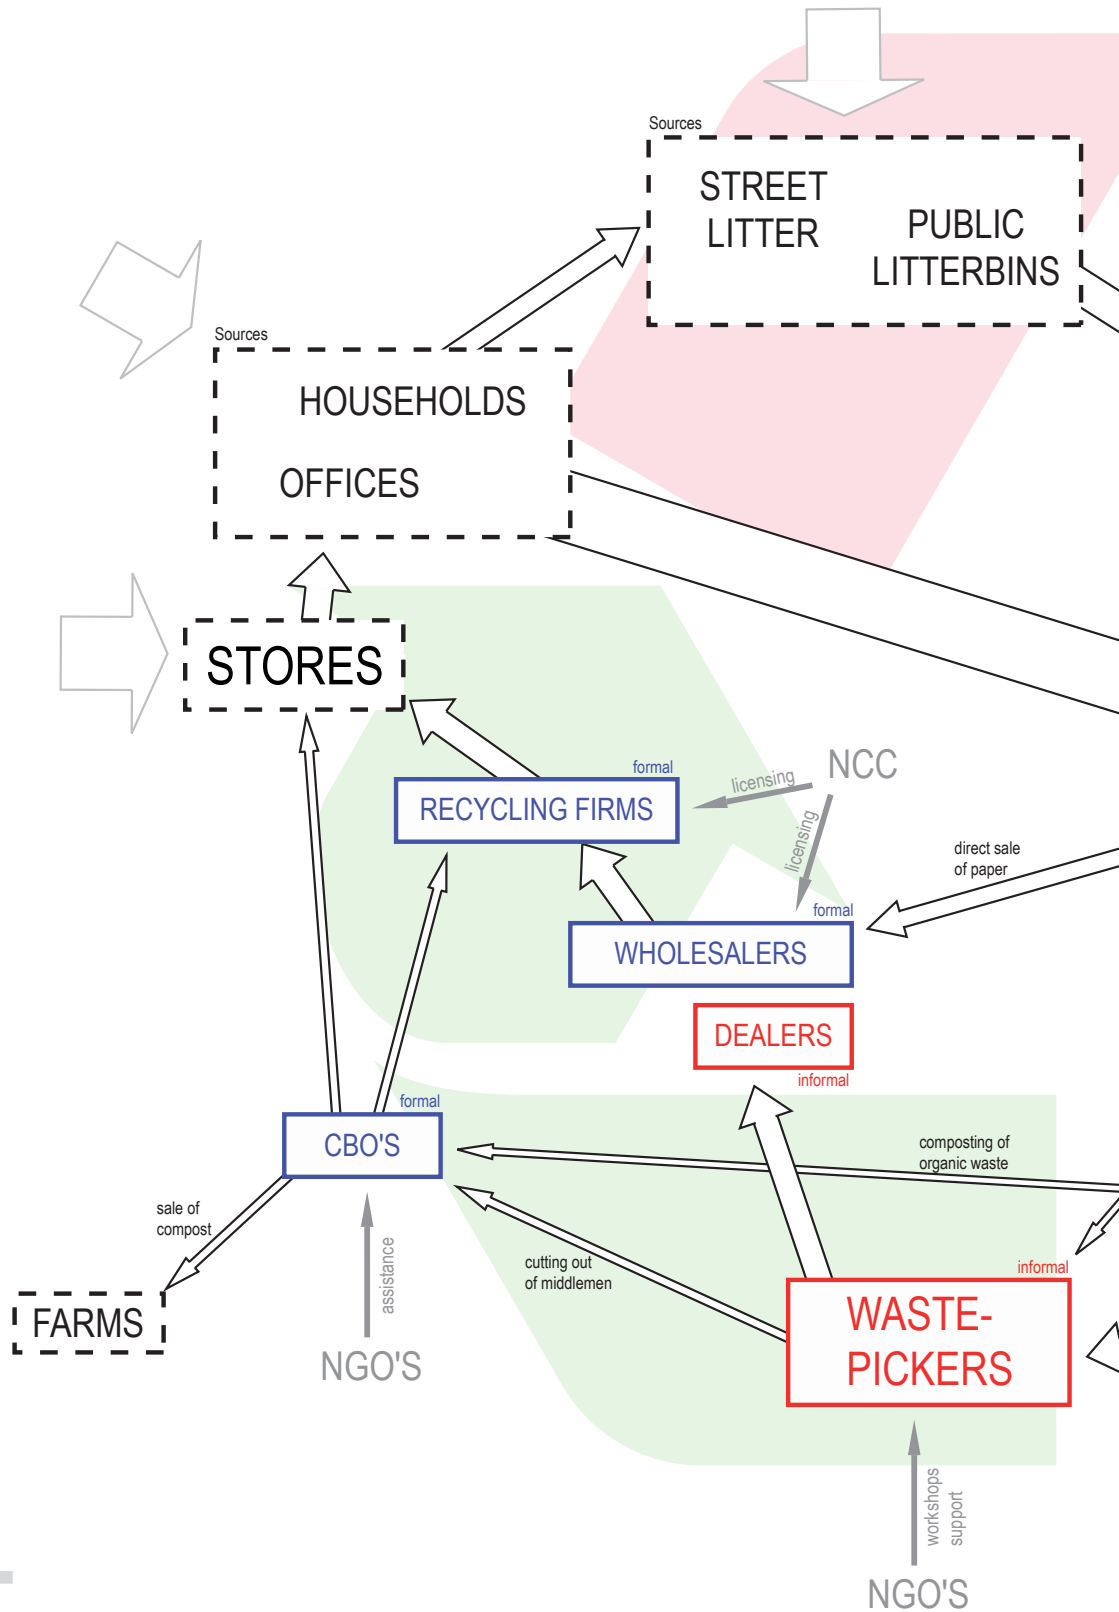 Sources
STREET
LITTER
PUBLIC
LITTERBINS
Sources
HOUSEHOLDS
OFFICES
STORES
formal
RECYCLING FIRMS
licensing
NCC
licensing
direct sale
of paper
formal
WHOLESALERS
DEALERS
informal
formal
CBO'S
composting of
organic waste
sale of
compost
assistance
cutting out
of middlemen
informal
FARMS
WASTE-
PICKERS
NGO'S
workshops
support
NGO'S